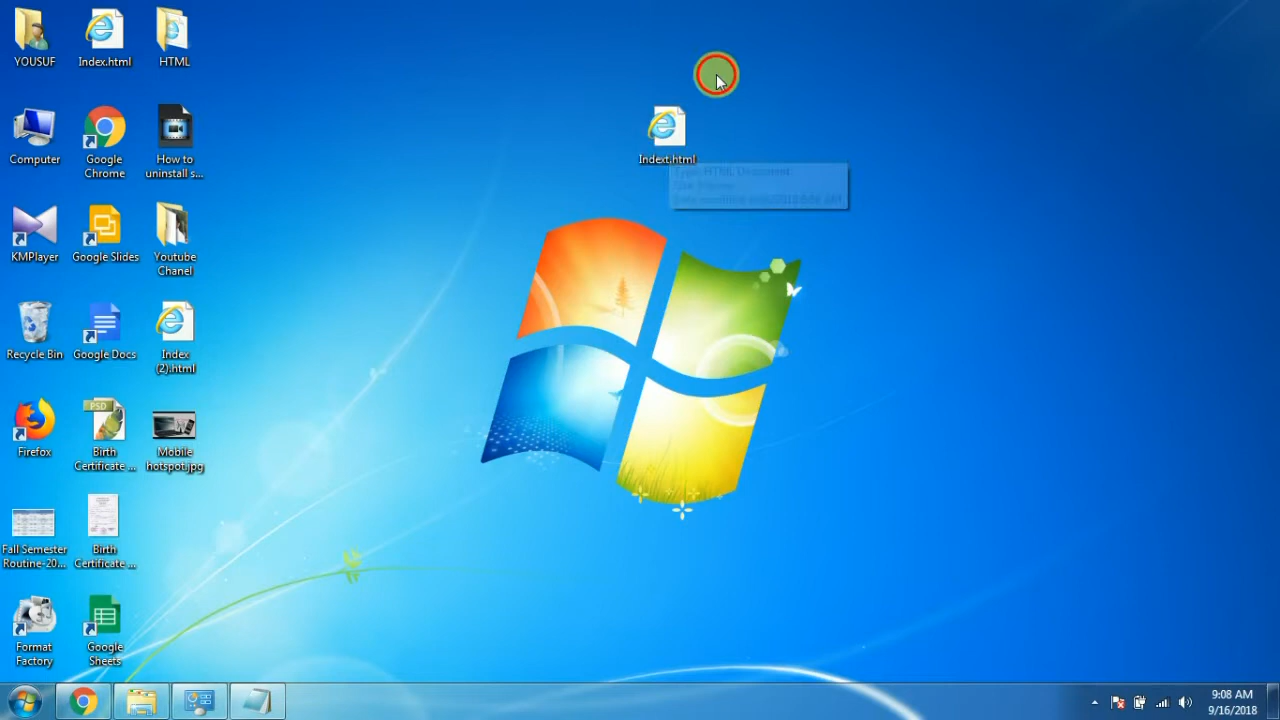 YOUSUF
Index.html
HTML
Indext.html
Type: HTML Document
Computer
Google
Chrome
How to
uninstall s...
KMPlayer
Google Slides
Youtube
Chanel
Recycle Bin
Google Docs
Index
(2).html
Firefox
PSD
Birth
Certificate ...
Mobile
hotspot.jpg
Fall Semester
Routine-20...
Birth
Certificate ...
Format
Factory
Google
Sheets
9:08 AM
9/16/2018